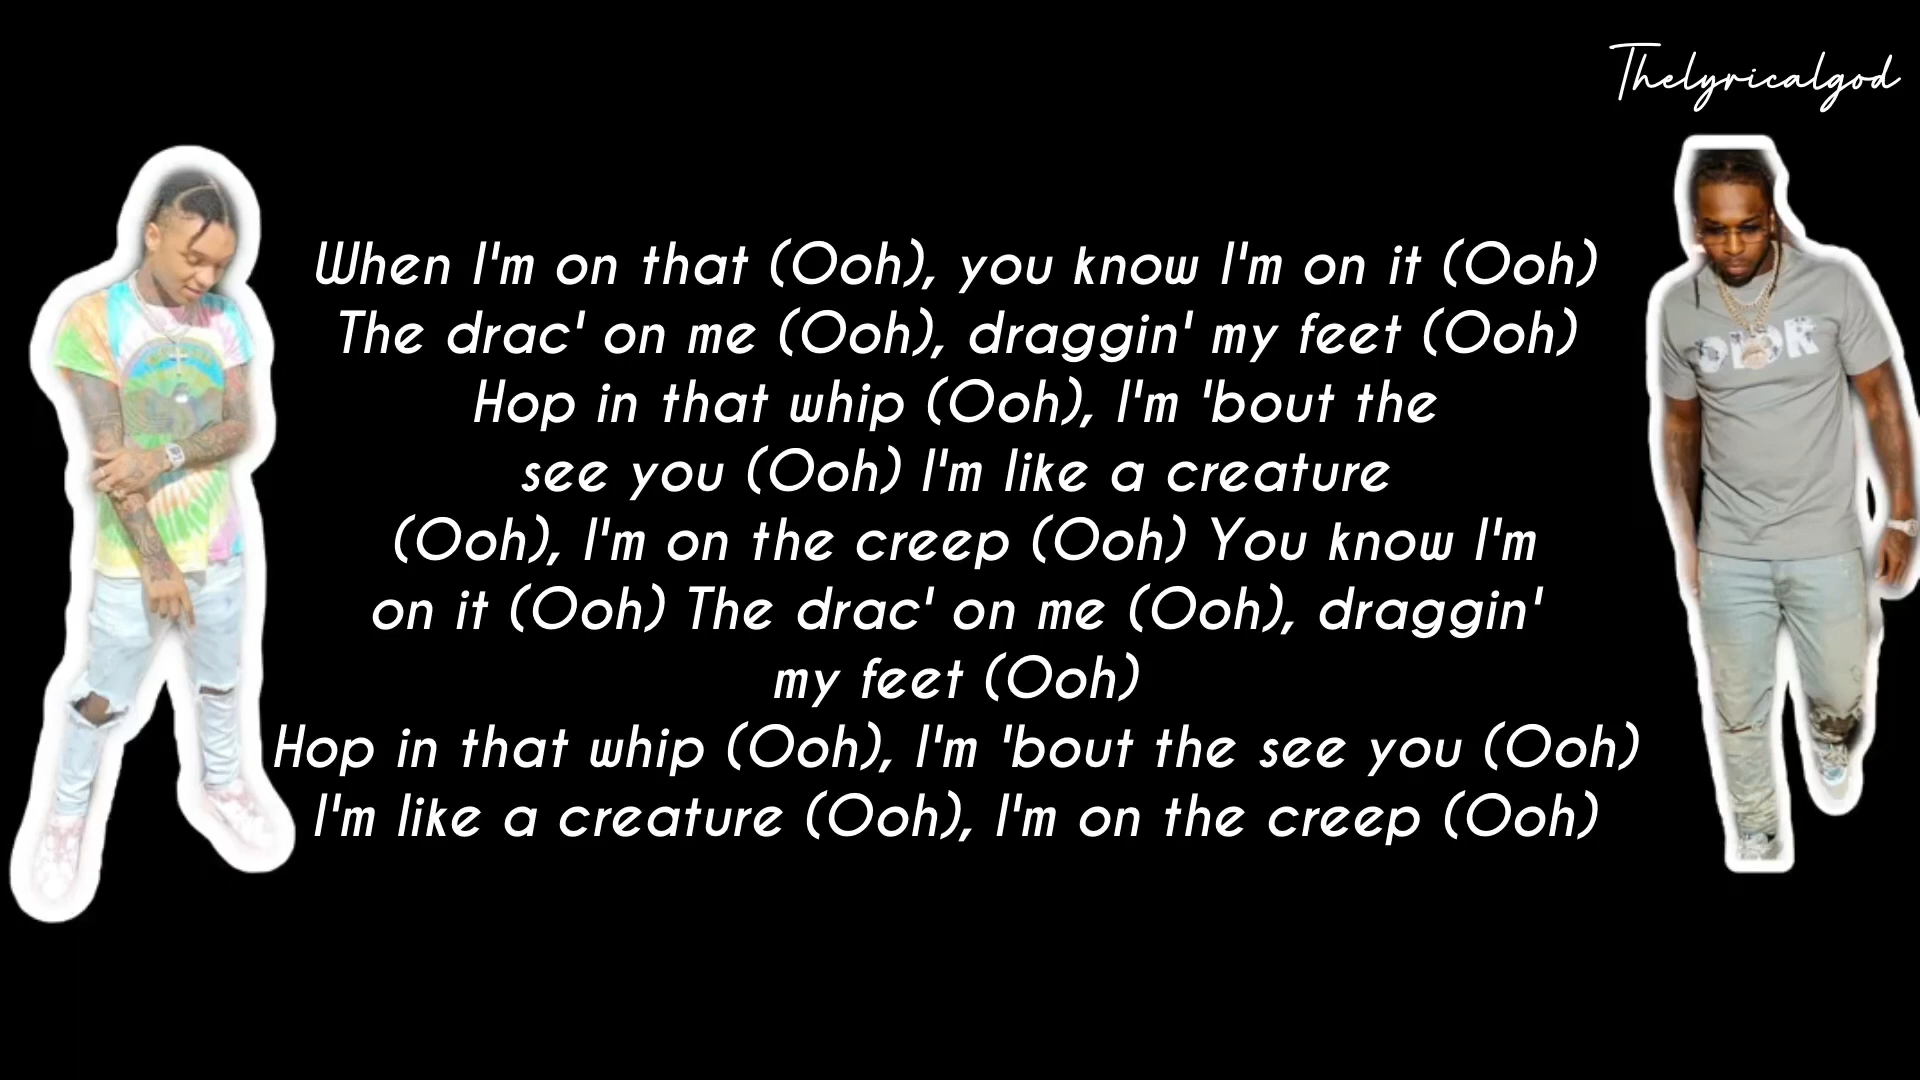 Thelyricalgod
When I'm on that (Ooh), you know I'm on it (Ooh)
The drac' on me (Ooh), draggin' my feet (Ooh)
Hop in that whip (Ooh), I'm 'bout the
see you (Ooh) I'm like a creature
(Ooh), I'm on the creep (Ooh) You know I'm
on it (Ooh) The drac' on me (Ooh), draggin'
my feet (Ooh)
Hop in that whip (Ooh), I'm 'bout the see you (Ooh)
I'm like a creature (Ooh), I'm on the creep (Ooh)